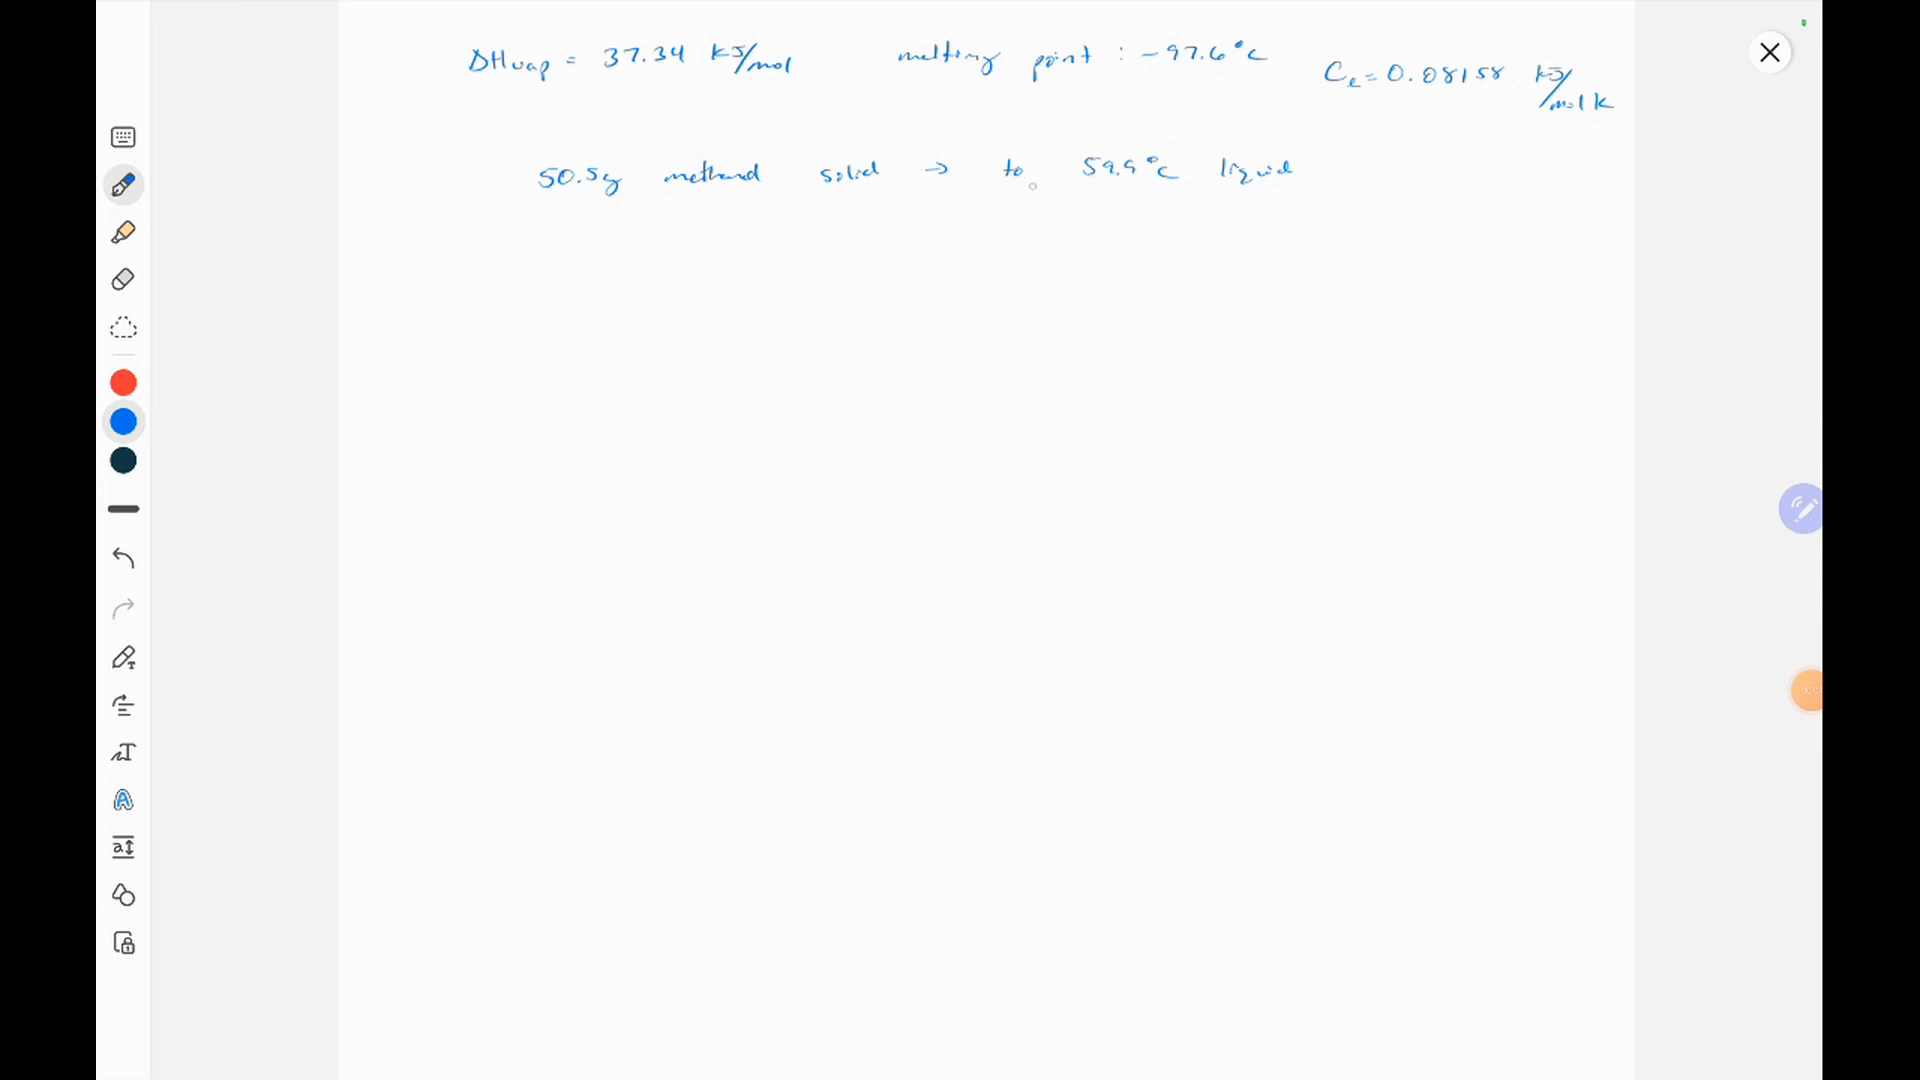 ΔHvap = 37.34 kJ/mol melting point : -97.6°C Cℓ = 0.08158 kJ/mol K
50.5g methanol solid → to 59.9°C liquid